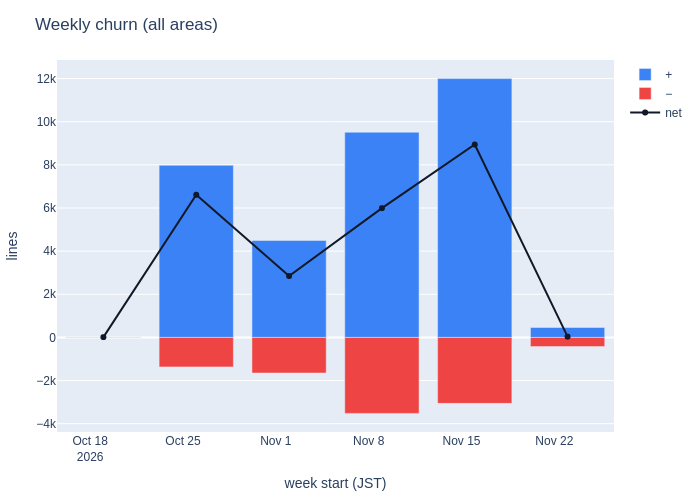 Weekly churn (all areas)
12k
10k
8k
6k
4k
2k
0
−2k
−4k
lines
Oct 18
2026
Oct 25
Nov 1
Nov 8
Nov 15
Nov 22
week start (JST)
+
−
net